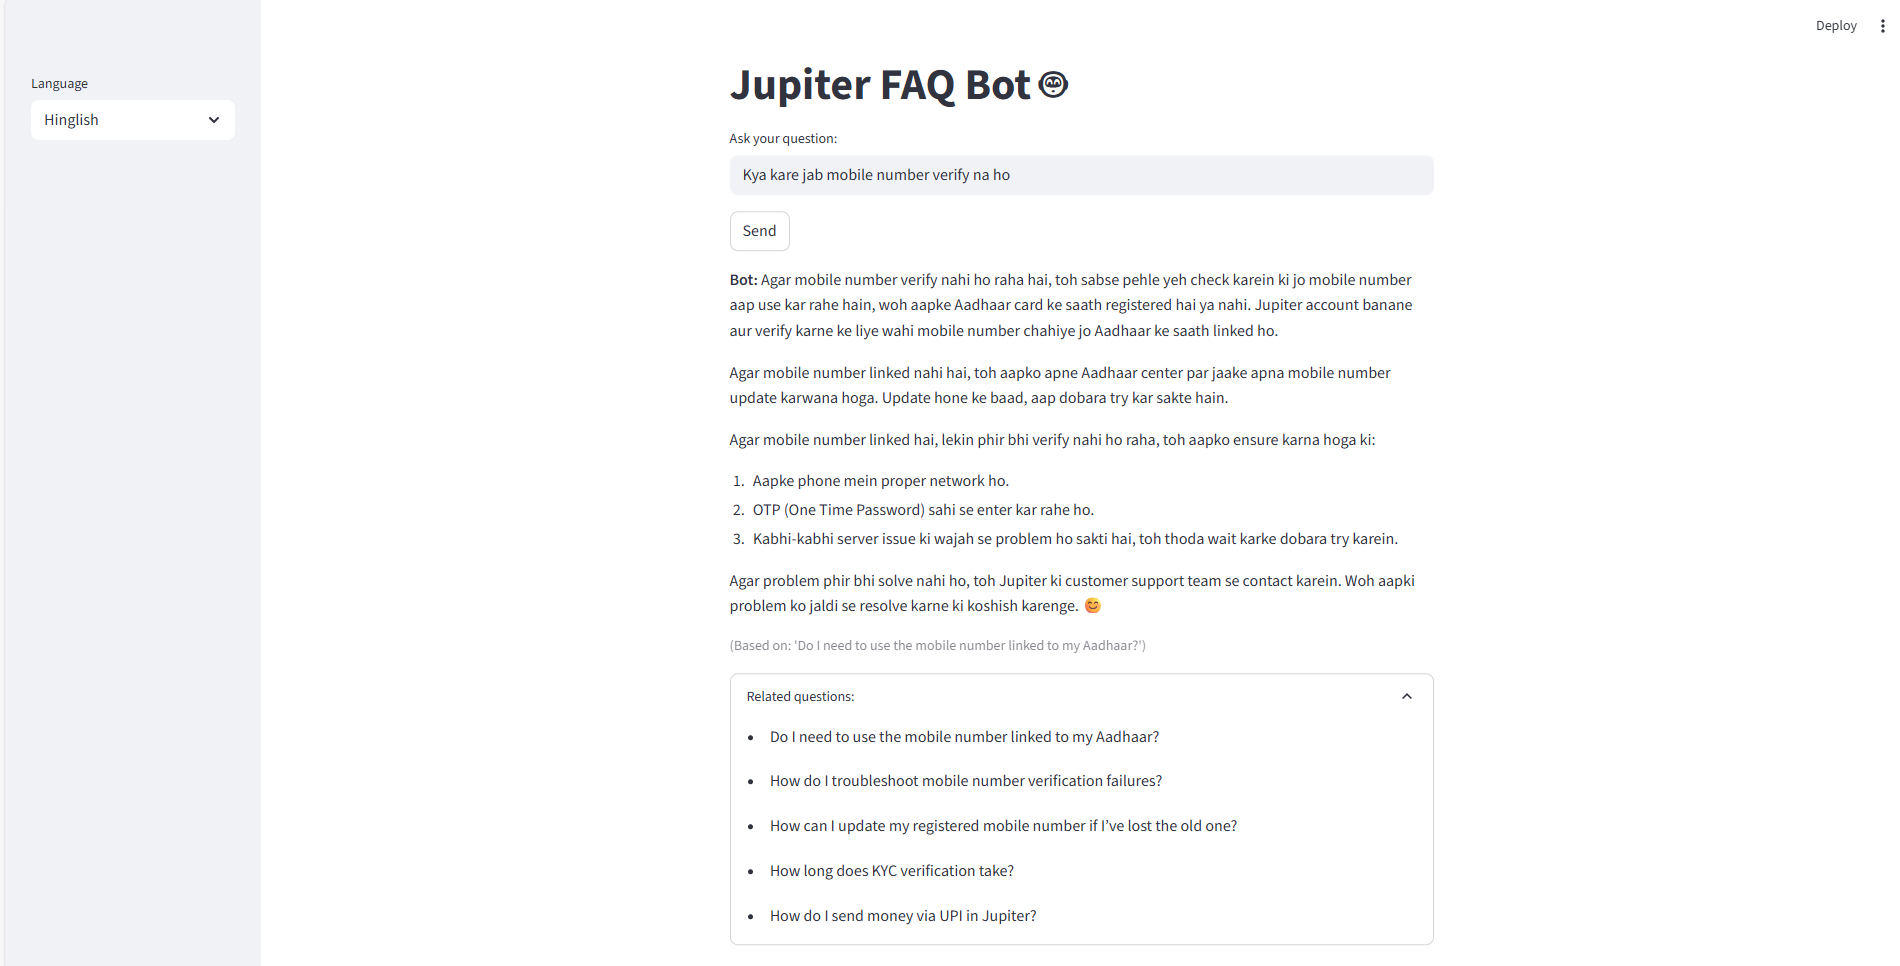 Deploy
Language
Hinglish
Jupiter FAQ Bot
Ask your question:
Kya kare jab mobile number verify na ho
Send
Bot: Agar mobile number verify nahi ho raha hai, toh sabse pehle yeh check karein ki jo mobile number
aap use kar rahe hain, woh aapke Aadhaar card ke saath registered hai ya nahi. Jupiter account banane
aur verify karne ke liye wahi mobile number chahiye jo Aadhaar ke saath linked ho.
Agar mobile number linked nahi hai, toh aapko apne Aadhaar center par jaake apna mobile number
update karwana hoga. Update hone ke baad, aap dobara try kar sakte hain.
Agar mobile number linked hai, lekin phir bhi verify nahi ho raha, toh aapko ensure karna hoga ki:
1. Aapke phone mein proper network ho.
2. OTP (One Time Password) sahi se enter kar rahe ho.
3. Kabhi-kabhi server issue ki wajah se problem ho sakti hai, toh thoda wait karke dobara try karein.
Agar problem phir bhi solve nahi ho, toh Jupiter ki customer support team se contact karein. Woh aapki
problem ko jaldi se resolve karne ki koshish karenge. 😊
(Based on: 'Do I need to use the mobile number linked to my Aadhaar?')
Related questions:
• Do I need to use the mobile number linked to my Aadhaar?
• How do I troubleshoot mobile number verification failures?
• How can I update my registered mobile number if I’ve lost the old one?
• How long does KYC verification take?
• How do I send money via UPI in Jupiter?